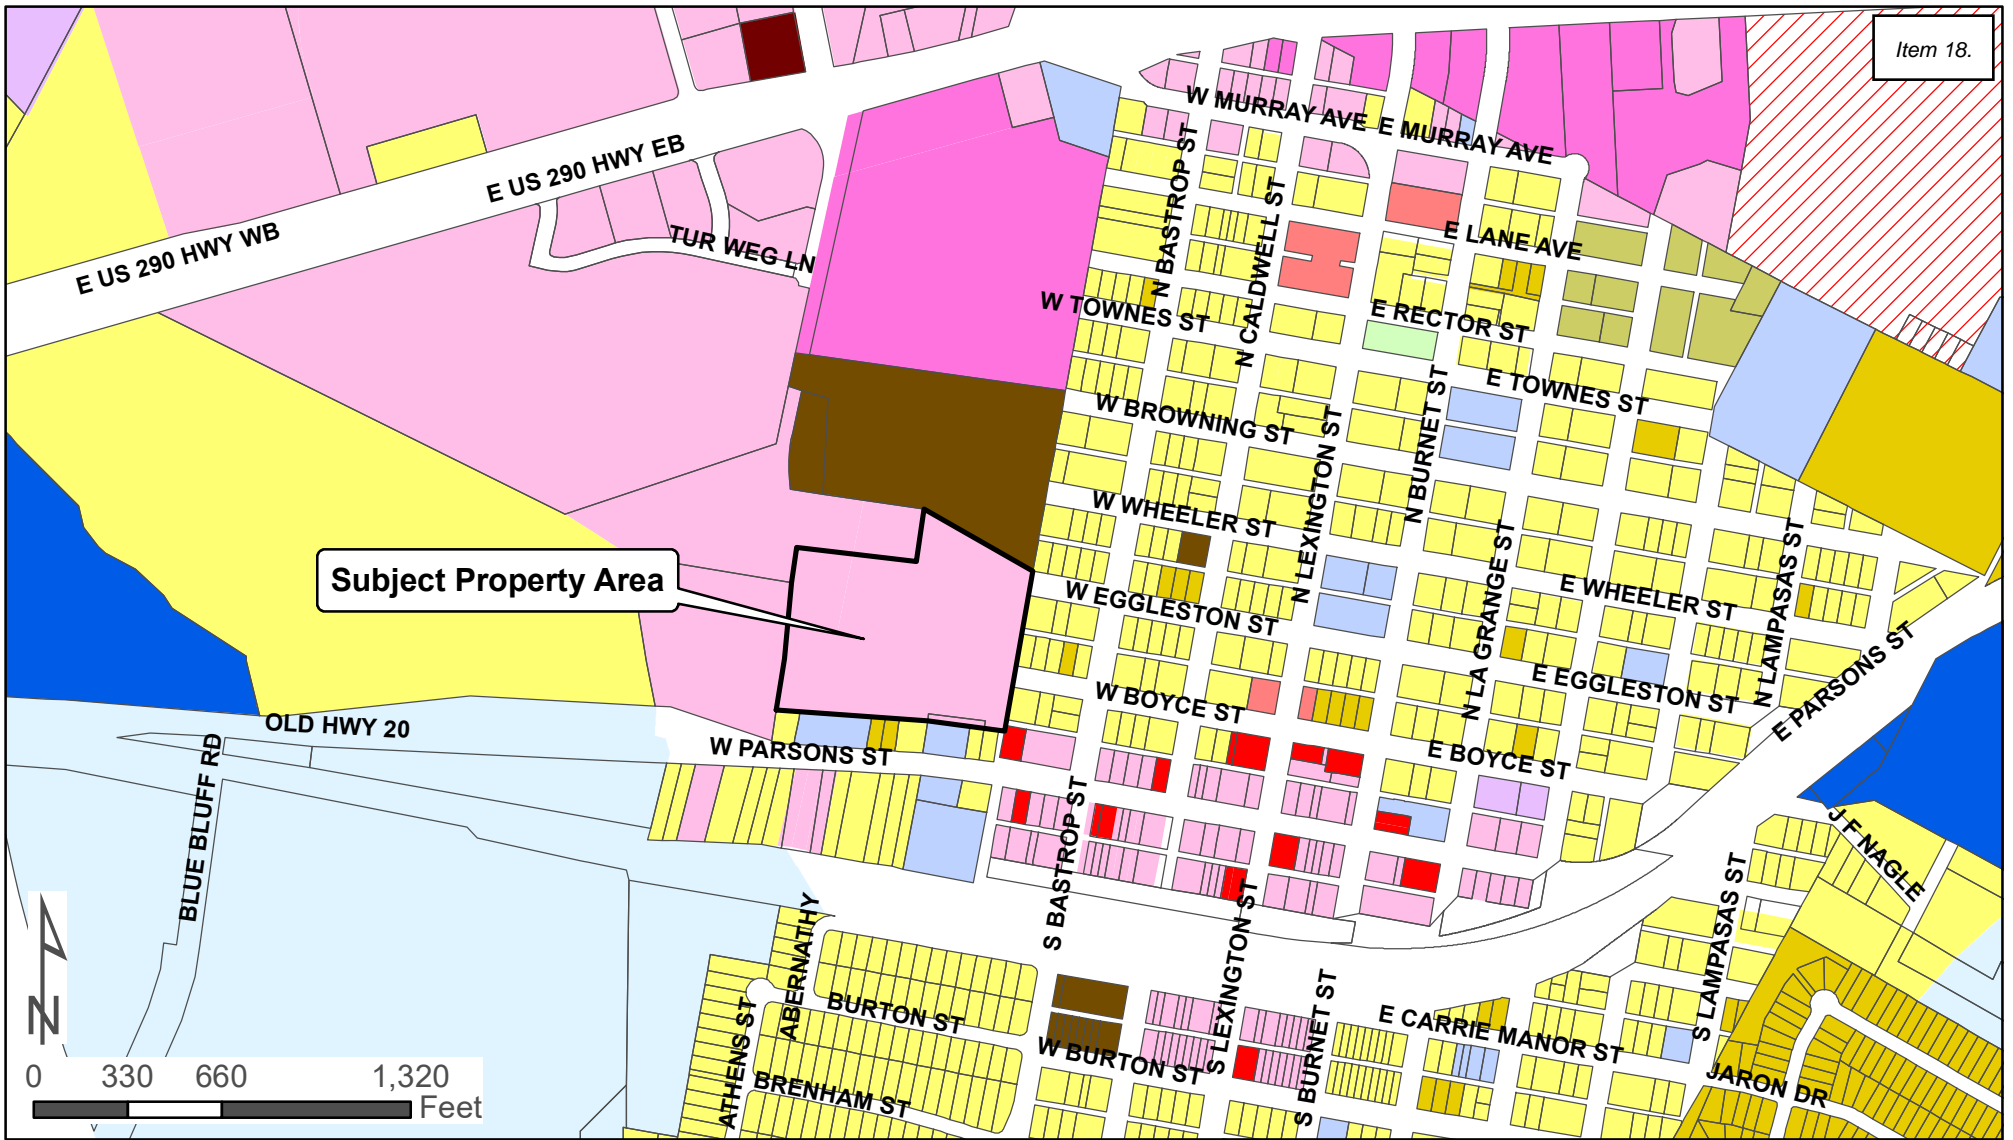 Item 18.
W MURRAY AVE
E MURRAY AVE
E US 290 HWY EB
E US 290 HWY WB
TUR WEG LN
N BASTROP ST
N CALDWELL ST
E LANE AVE
W TOWNES ST
E RECTOR ST
E TOWNES ST
W BROWNING ST
N LEXINGTON ST
N BURNET ST
W WHEELER ST
N LA GRANGE ST
N LAMPASAS ST
E WHEELER ST
Subject Property Area
W EGGLESTON ST
E EGGLESTON ST
E PARSONS ST
W BOYCE ST
E BOYCE ST
OLD HWY 20
W PARSONS ST
BLUE BLUFF RD
S BASTROP ST
J F NAGLE
S LAMPASAS ST
ABERNATHY
S LEXINGTON ST
S BURNET ST
BURTON ST
ATHENS ST
E CARRIE MANOR ST
W BURTON ST
BRENHAM ST
JARON DR
N
0 330 660 1,320
Feet